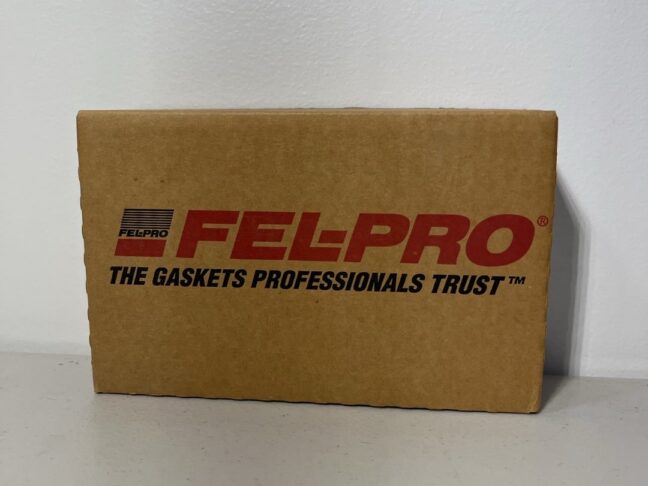 FEL-PRO
FEL-PRO®
THE GASKETS PROFESSIONALS TRUST™